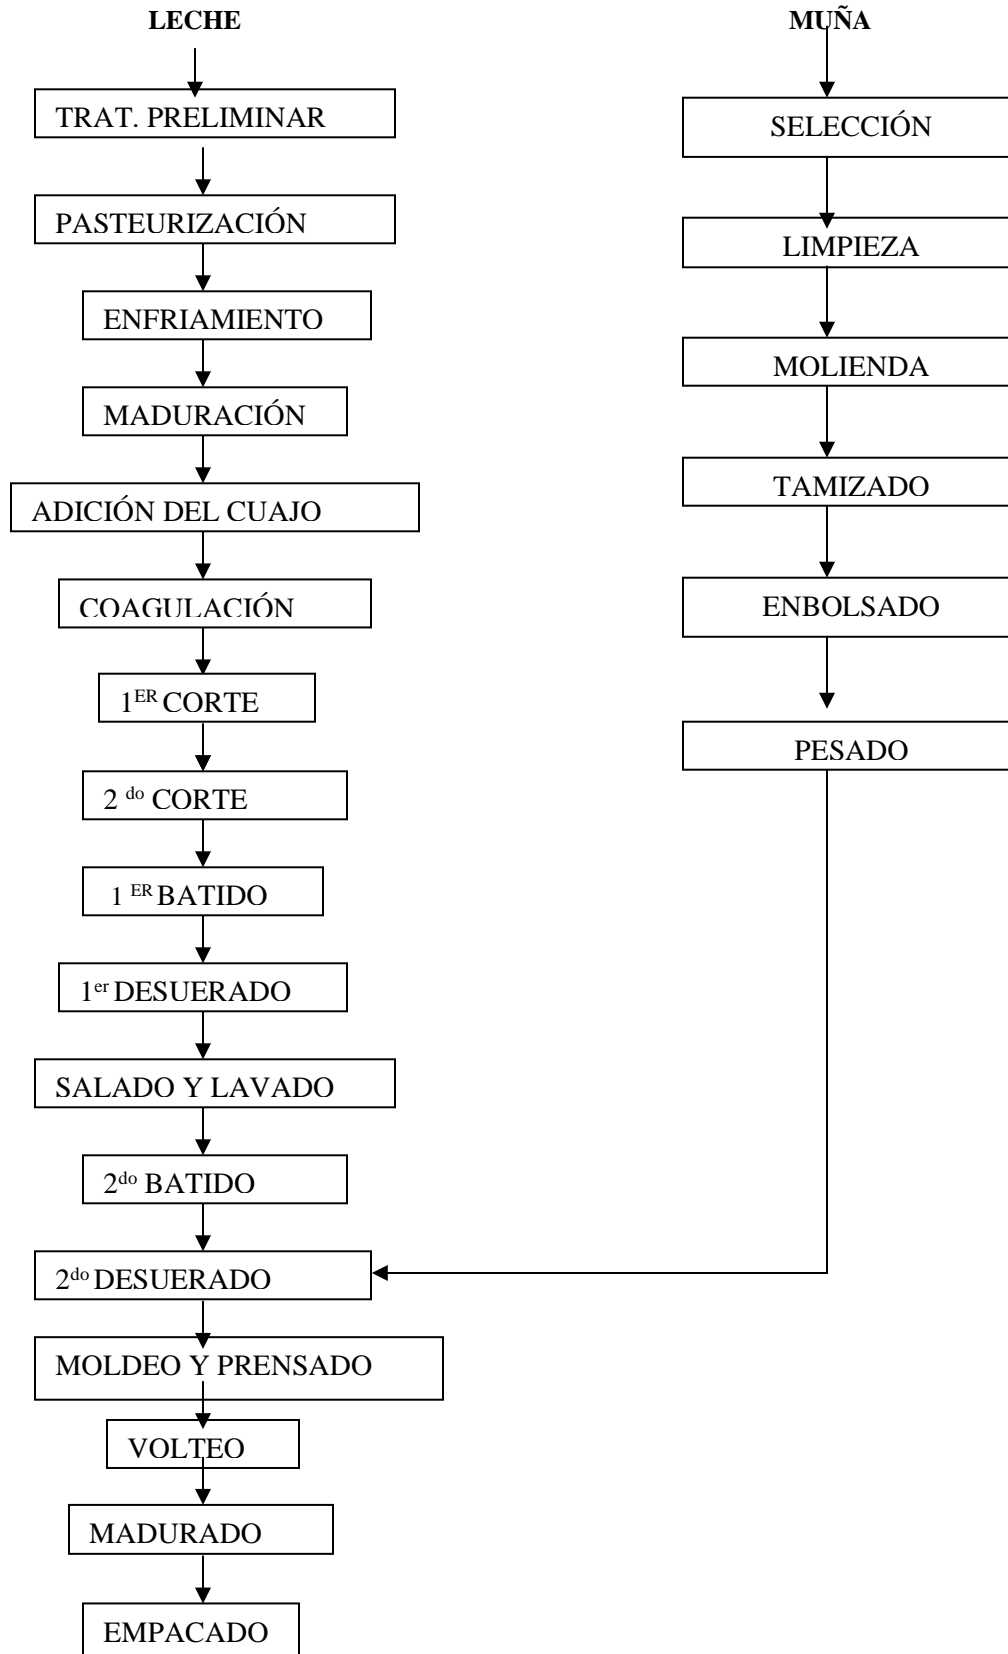 LECHE
TRAT. PRELIMINAR
PASTEURIZACIÓN
ENFRIAMIENTO
MADURACIÓN
ADICIÓN DEL CUAJO
COAGULACIÓN
1ER CORTE
2 do CORTE
1 ER BATIDO
1er DESUERADO
SALADO Y LAVADO
2do BATIDO
2do DESUERADO
MOLDEO Y PRENSADO
VOLTEO
MADURADO
EMPACADO
MUÑA
SELECCIÓN
LIMPIEZA
MOLIENDA
TAMIZADO
ENBOLSADO
PESADO